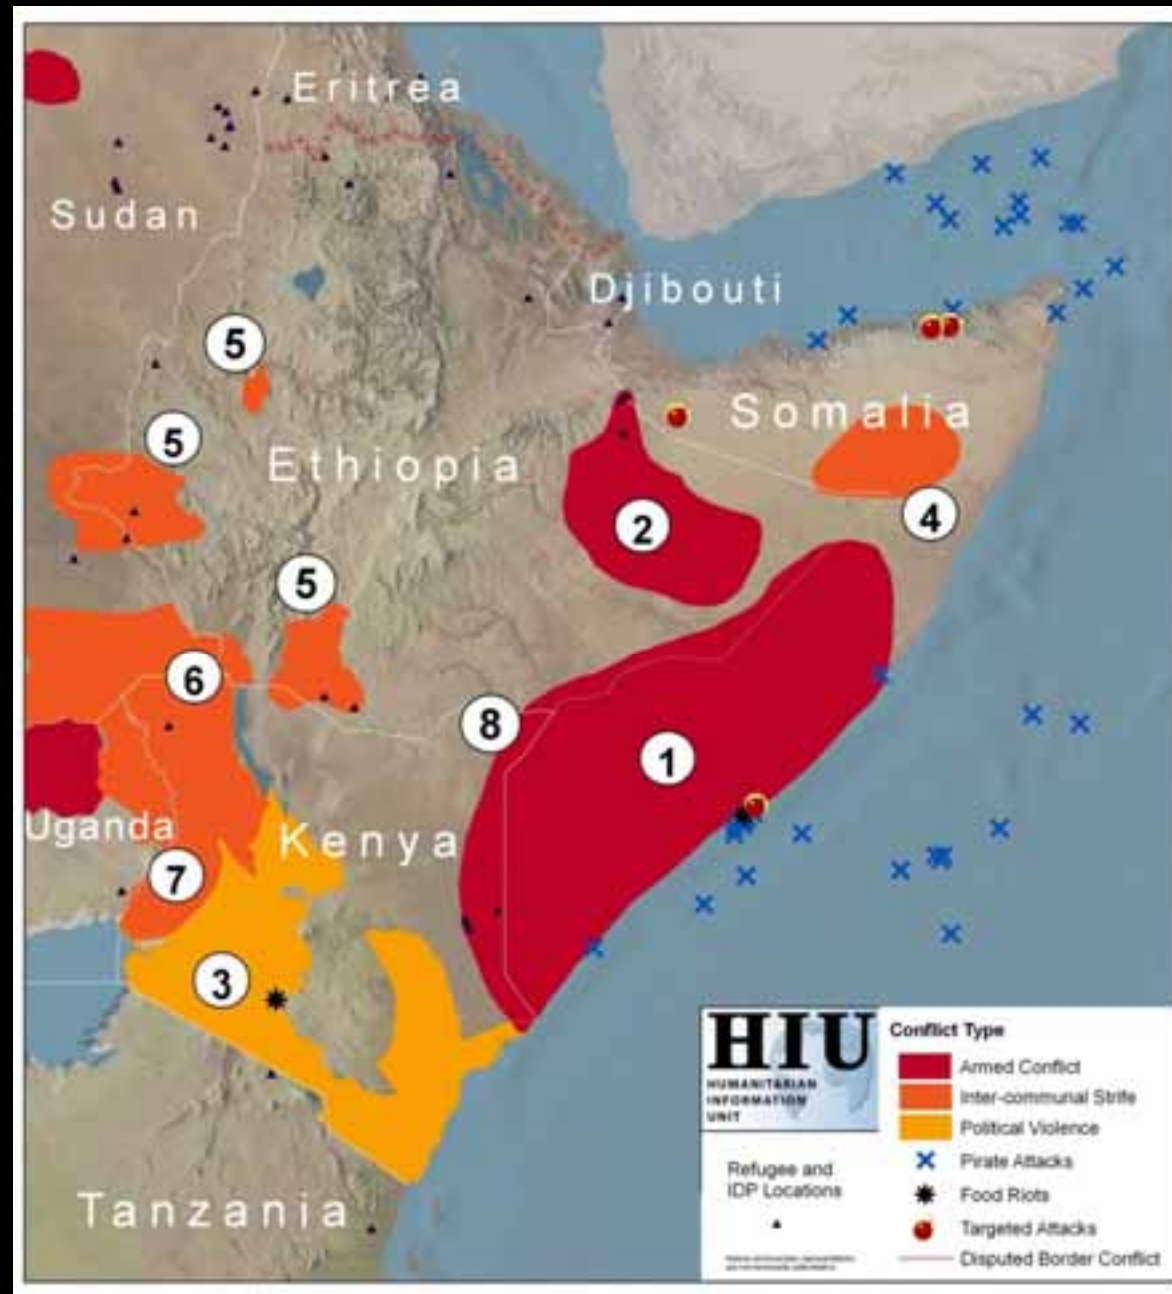 Eritrea
Sudan
Djibouti
5
Somalia
5
Ethiopia
2
4
5
6
8
1
Uganda
Kenya
7
3
Tanzania
HIU
HUMANITARIAN
INFORMATION
UNIT
Refugee and
IDP Locations
Conflict Type
Armed Conflict
Inter-communal Strife
Political Violence
Pirate Attacks
Food Riots
Targeted Attacks
Disputed Border Conflict